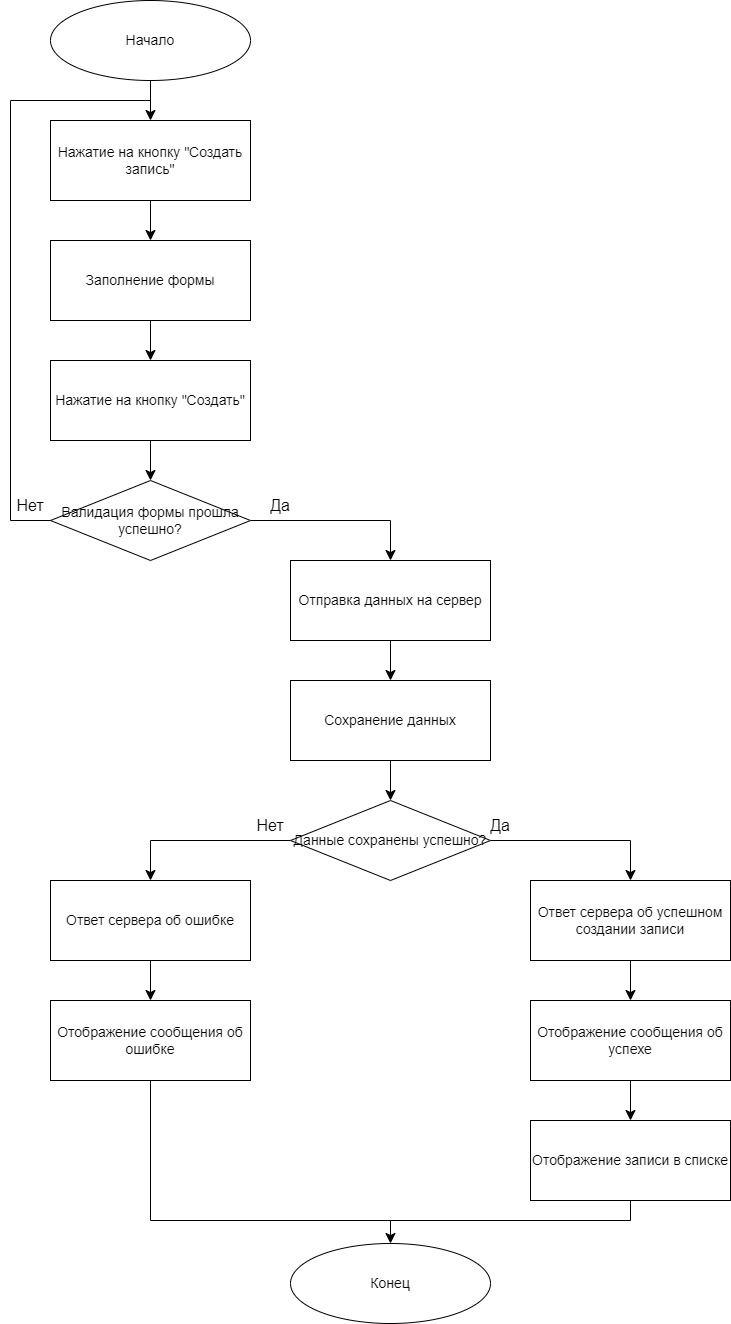 Начало
Нажатие на кнопку "Создать
запись"
Заполнение формы
Нажатие на кнопку "Создать"
Нет
Валидация формы прошла
успешно?
Да
Отправка данных на сервер
Сохранение данных
Нет
Данные сохранены успешно?
Да
Ответ сервера об ошибке
Ответ сервера об успешном
создании записи
Отображение сообщения об
ошибке
Отображение сообщения об
успехе
Отображение записи в списке
Конец